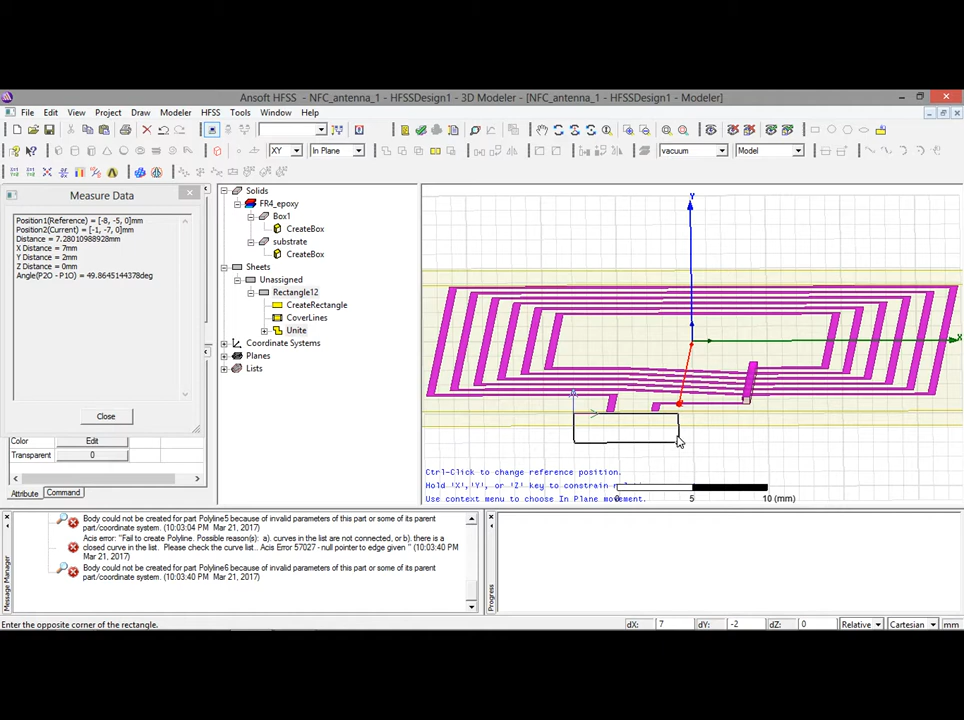 Ansoft HFSS - NFC_antenna_1 - HFSSDesign1 - 3D Modeler - [NFC_antenna_1 - HFSSDesign1 - Modeler]
File Edit View Project Draw Modeler HFSS Tools Window Help
XY In Plane vacuum Model
Measure Data
Position1(Reference) = [-8, -5, 0]mm
Position2(Current) = [-1, -7, 0]mm
Distance = 7.28010988928mm
X Distance = 7mm
Y Distance = 2mm
Z Distance = 0mm
Angle(P2O - P1O) = 49.8645144378deg
Close
Color Edit
Transparent 0
Attribute Command
Solids
FR4_epoxy
Box1
CreateBox
substrate
CreateBox
Sheets
Unassigned
Rectangle12
CreateRectangle
CoverLines
Unite
Coordinate Systems
Planes
Lists
Y
X
Ctrl-Click to change reference position.
Hold 'X','Y', or 'Z' key to constrain
Use context menu to choose In Plane movement.
0 5 10 (mm)
Body could not be created for part Polyline5 because of invalid parameters of this part or some of its parent
part/coordinate system. (10:03:04 PM Mar 21, 2017)
Acis error: "Fail to create Polyline. Possible reason(s): a). curves in the list are not connected, or b). there is a
closed curve in the list. Please check the curve list.. Acis Error 57027 - null pointer to edge given " (10:03:40 PM
Mar 21, 2017)
Body could not be created for part Polyline6 because of invalid parameters of this part or some of its parent
part/coordinate system. (10:03:40 PM Mar 21, 2017)
Message Manager
Progress
Enter the opposite corner of the rectangle.
dX: 7 dY: -2 dZ: 0 Relative Cartesian mm